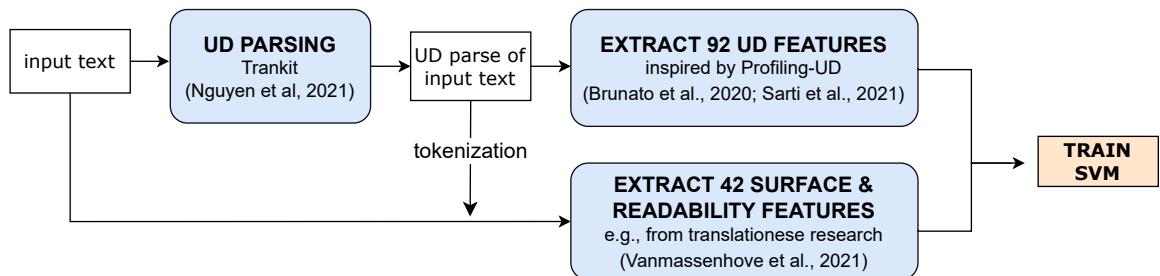 input text
UD PARSING
Trankit
(Nguyen et al, 2021)
UD parse of
input text
EXTRACT 92 UD FEATURES
inspired by Profiling-UD
(Brunato et al., 2020; Sarti et al., 2021)
tokenization
EXTRACT 42 SURFACE &
READABILITY FEATURES
e.g., from translationese research
(Vanmassenhove et al., 2021)
TRAIN
SVM